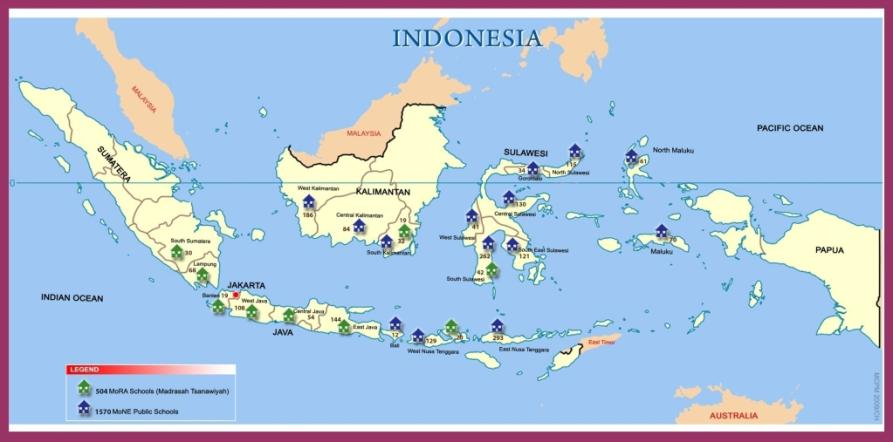 INDONESIA
MALAYSIA
MALAYSIA
PACIFIC OCEAN
SUMATERA
SULAWESI
North Maluku
61
115
North Sulawesi
34
Gorontalo
0
West Kalimantan
KALIMANTAN
186
Central Kalimantan
84
19
32
South Kalimantan
130
Central Sulawesi
41
West Sulawesi
262
South East Sulawesi
121
70
Maluku
PAPUA
South Sumatera
30
Lampung
68
42
South Sulawesi
INDIAN OCEAN
JAKARTA
Banten 19
West Java
108
Central Java
54
144
East Java
JAVA
12
Bali
129
West Nusa Tenggara
293
East Nusa Tenggara
East Timor
LEGEND
504 MoRA Schools (Madrasah Tsanawiyah)
1570 MoNE Public Schools
AUSTRALIA